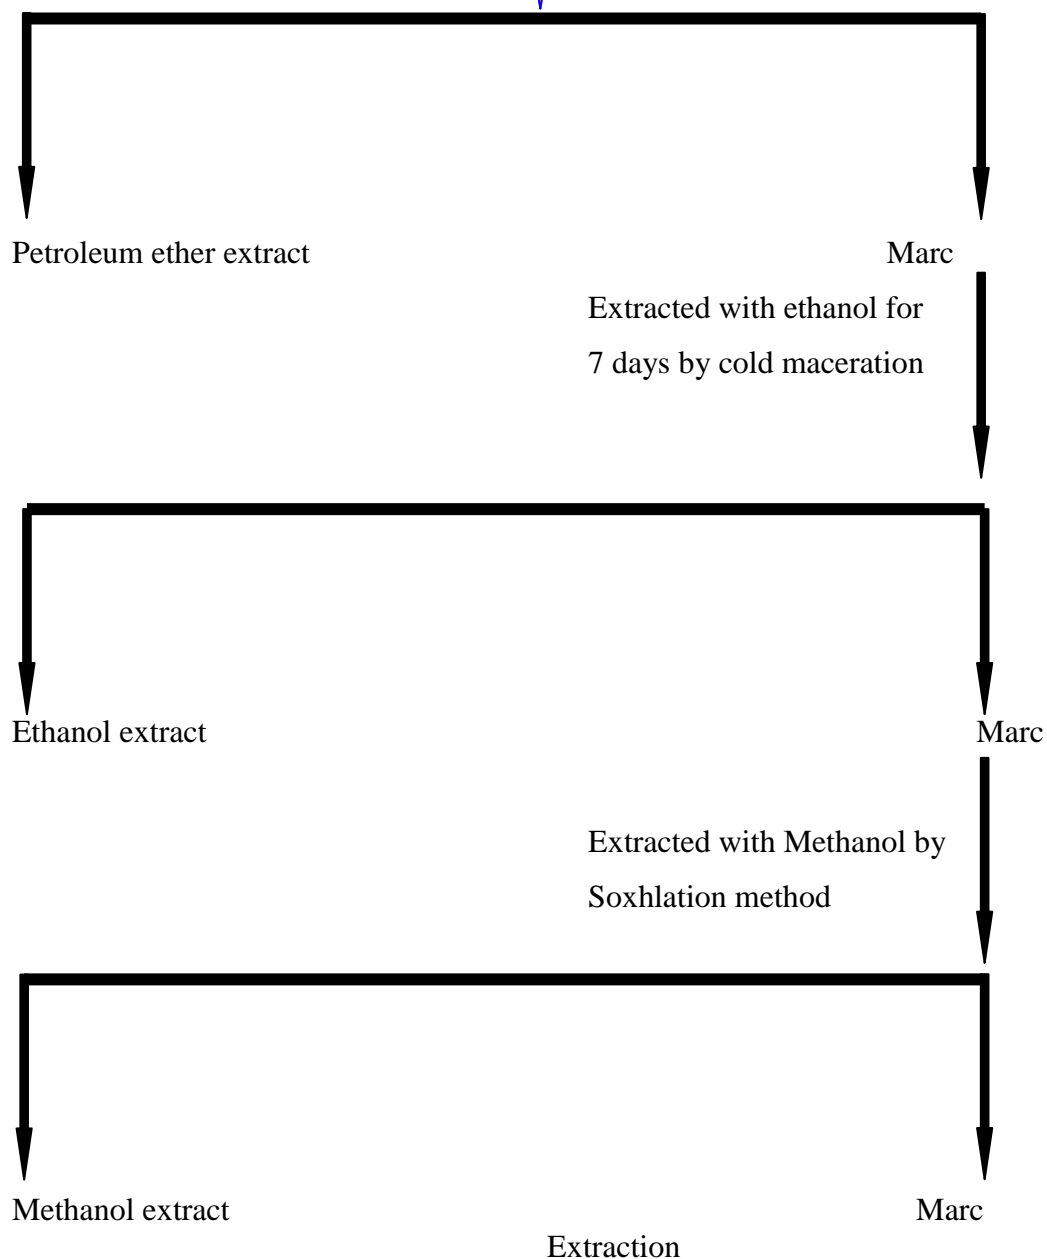 Petroleum ether extract
Marc
Extracted with ethanol for
7 days by cold maceration
Ethanol extract
Marc
Extracted with Methanol by
Soxhlation method
Methanol extract
Marc
Extraction